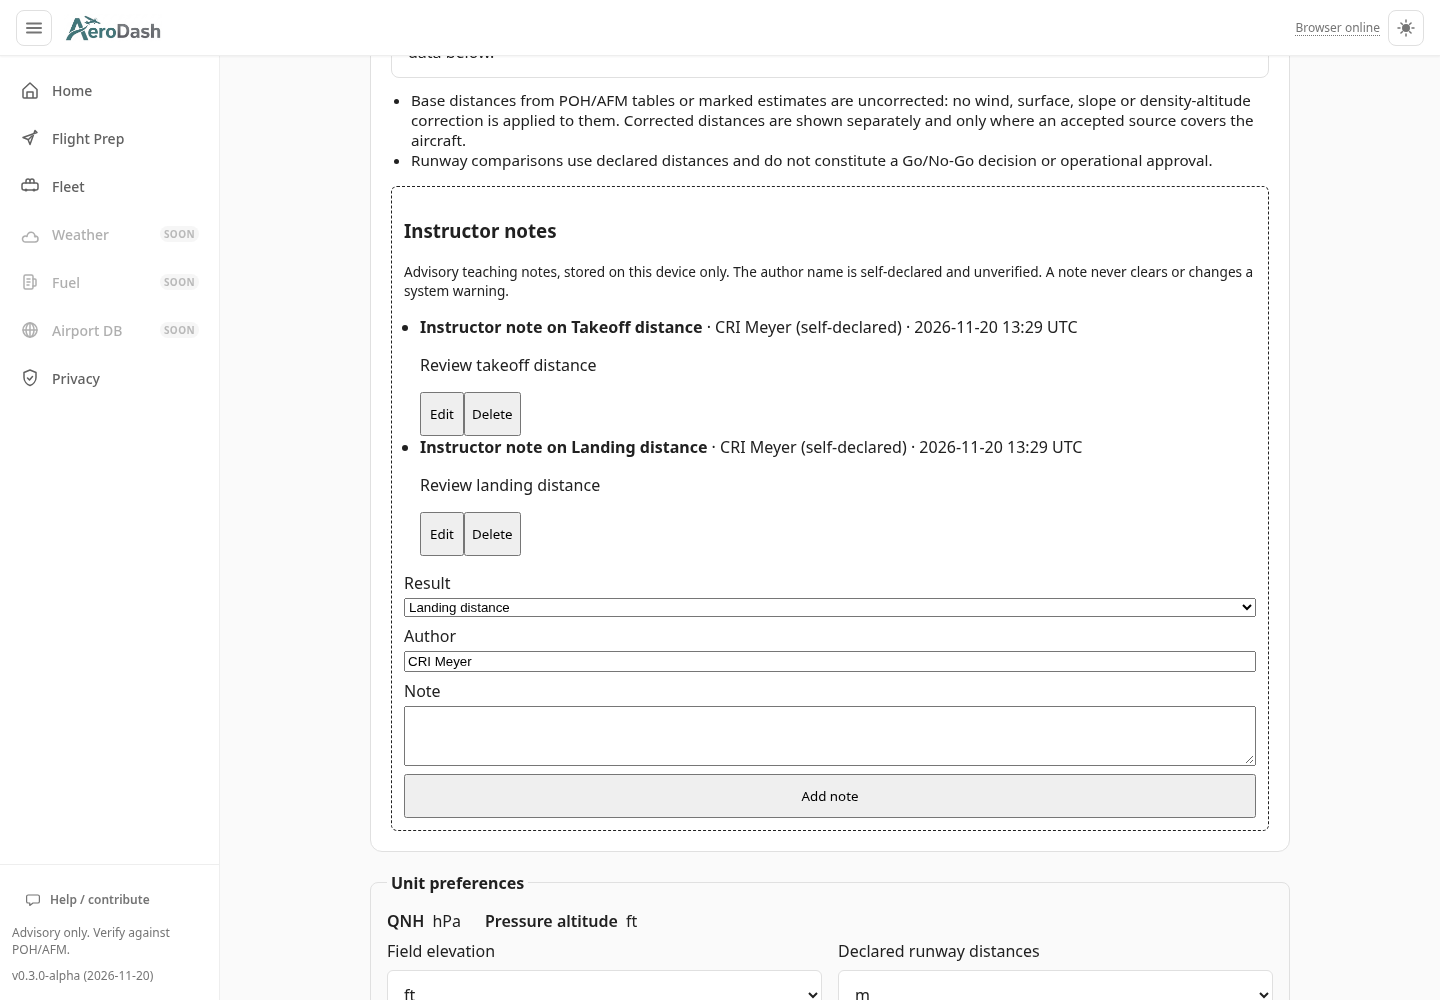 AeroDash
Browser online
Home
Flight Prep
Fleet
Weather SOON
Fuel SOON
Airport DB SOON
Privacy
Help / contribute
Advisory only. Verify against
POH/AFM.
v0.3.0-alpha (2026-11-20)
data below.
Base distances from POH/AFM tables or marked estimates are uncorrected: no wind, surface, slope or density-altitude
correction is applied to them. Corrected distances are shown separately and only where an accepted source covers the
aircraft.
Runway comparisons use declared distances and do not constitute a Go/No-Go decision or operational approval.
Instructor notes
Advisory teaching notes, stored on this device only. The author name is self-declared and unverified. A note never clears or changes a
system warning.
Instructor note on Takeoff distance · CRI Meyer (self-declared) · 2026-11-20 13:29 UTC
Review takeoff distance
Edit Delete
Instructor note on Landing distance · CRI Meyer (self-declared) · 2026-11-20 13:29 UTC
Review landing distance
Edit Delete
Result
Landing distance
Author
CRI Meyer
Note
Add note
Unit preferences
QNH hPa Pressure altitude ft
Field elevation Declared runway distances
ft m